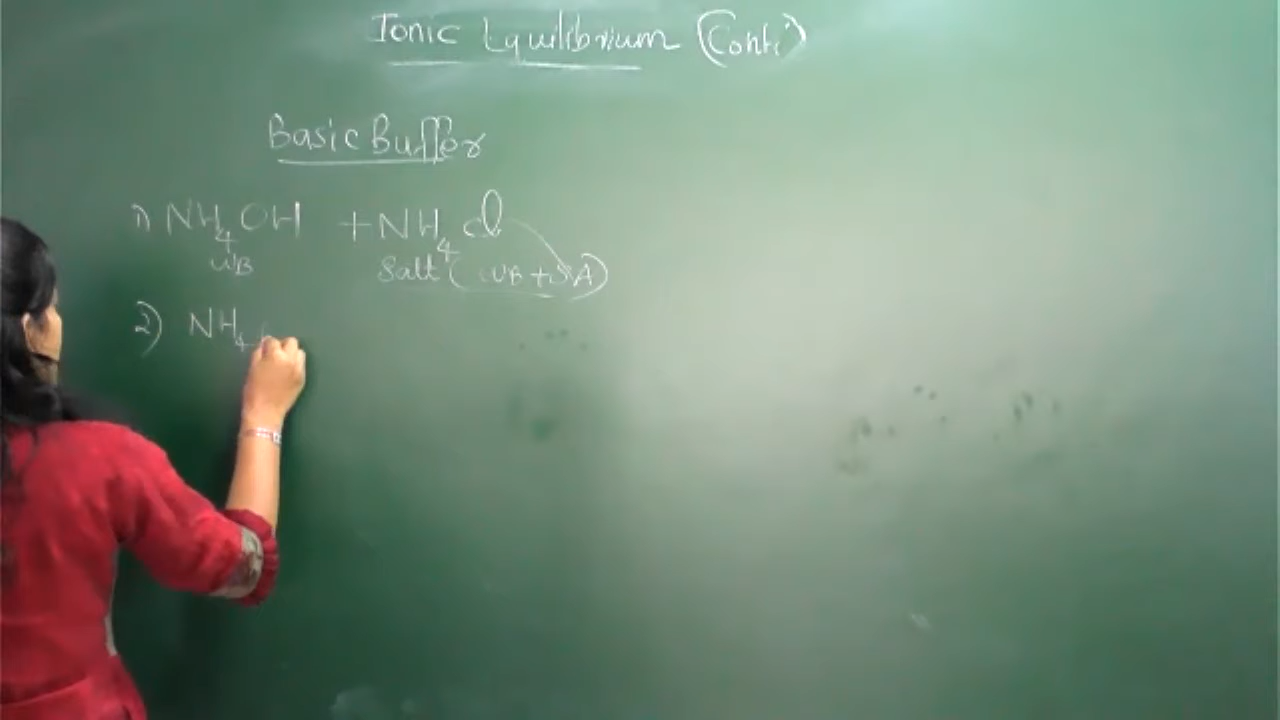 Ionic Equilibrium (Conti)
Basic Buffer
1) NH4OH + NH4Cl
WB Salt (WB + SA)
2) NH4